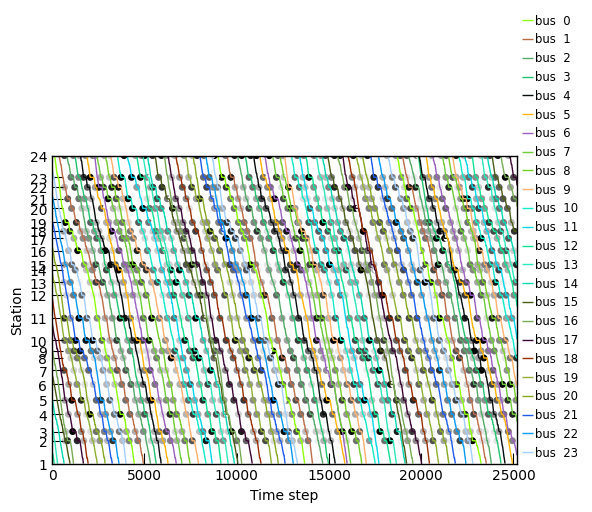 bus 0
bus 1
bus 2
bus 3
bus 4
bus 5
bus 6
bus 7
bus 8
bus 9
bus 10
bus 11
bus 12
bus 13
bus 14
bus 15
bus 16
bus 17
bus 18
bus 19
bus 20
bus 21
bus 22
bus 23
24
23
22
21
20
19
18
17
16
15
14
13
12
11
10
9
8
7
6
5
4
3
2
1
Station
0 5000 10000 15000 20000 25000
Time step